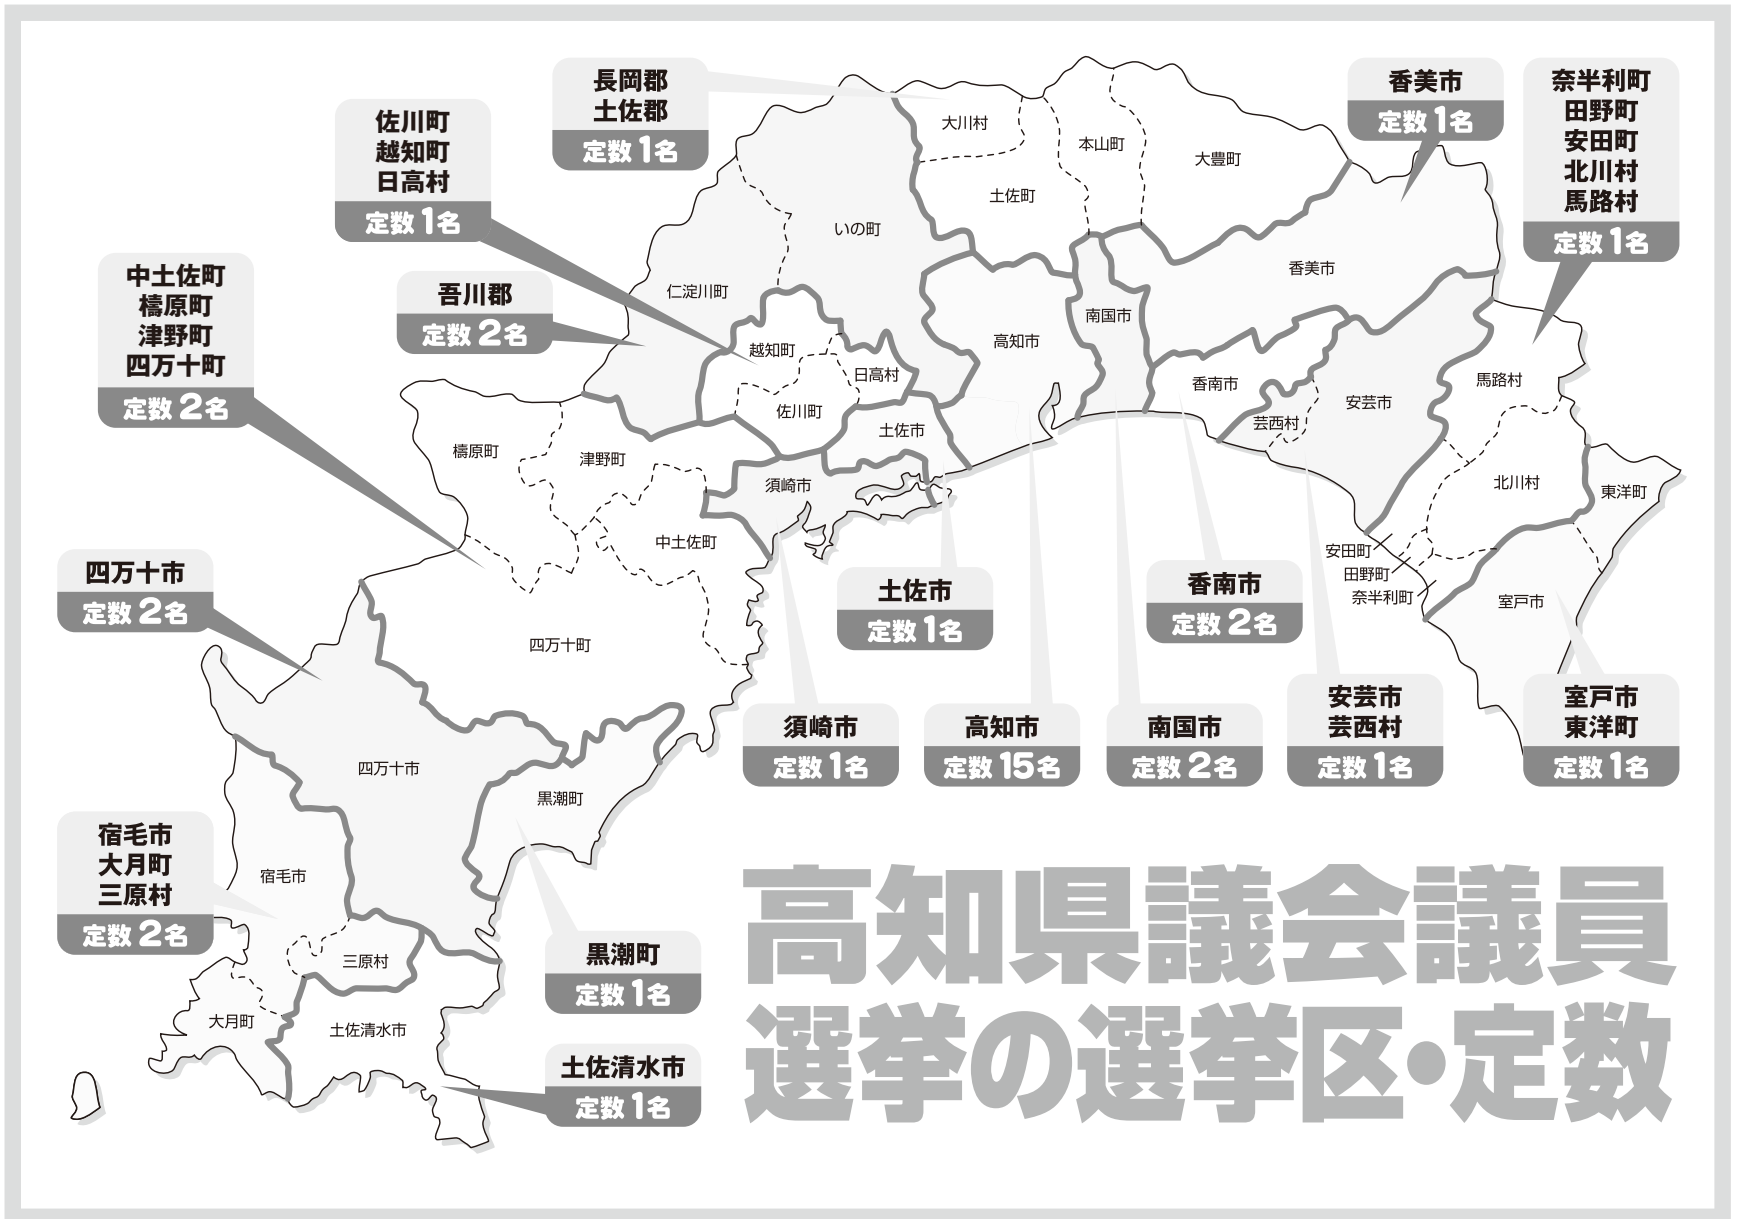 長岡郡
土佐郡
定数1名
佐川町
越知町
日高村
定数1名
香美市
定数1名
奈半利町
田野町
安田町
北川村
馬路村
定数1名
中土佐町
檮原町
津野町
四万十町
定数2名
吾川郡
定数2名
大川村
本山町
大豊町
土佐町
いの町
仁淀川町
香美市
南国市
高知市
越知町
日高村
佐川町
香南市
馬路村
安芸市
芸西村
土佐市
檮原町
津野町
須崎市
北川村
東洋町
中土佐町
安田町
田野町
奈半利町
室戸市
四万十町
四万十市
定数2名
土佐市
定数1名
香南市
定数2名
須崎市
定数1名
高知市
定数15名
南国市
定数2名
安芸市
芸西村
定数1名
室戸市
東洋町
定数1名
四万十市
黒潮町
宿毛市
大月町
三原村
定数2名
宿毛市
三原村
大月町
土佐清水市
黒潮町
定数1名
土佐清水市
定数1名
高知県議会議員
選挙の選挙区・定数